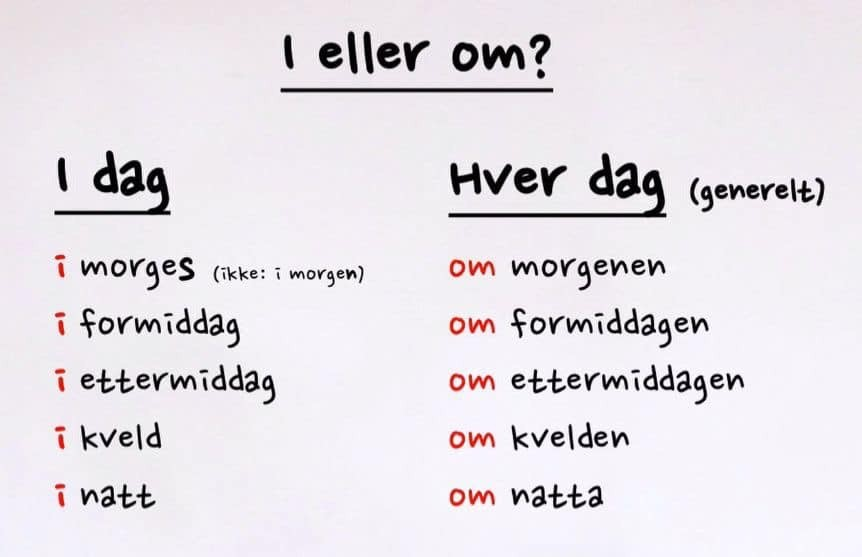 I eller om?
I dag
i morges (ikke: i morgen)
i formiddag
i ettermiddag
i kveld
i natt
Hver dag (generelt)
om morgenen
om formiddagen
om ettermiddagen
om kvelden
om natta